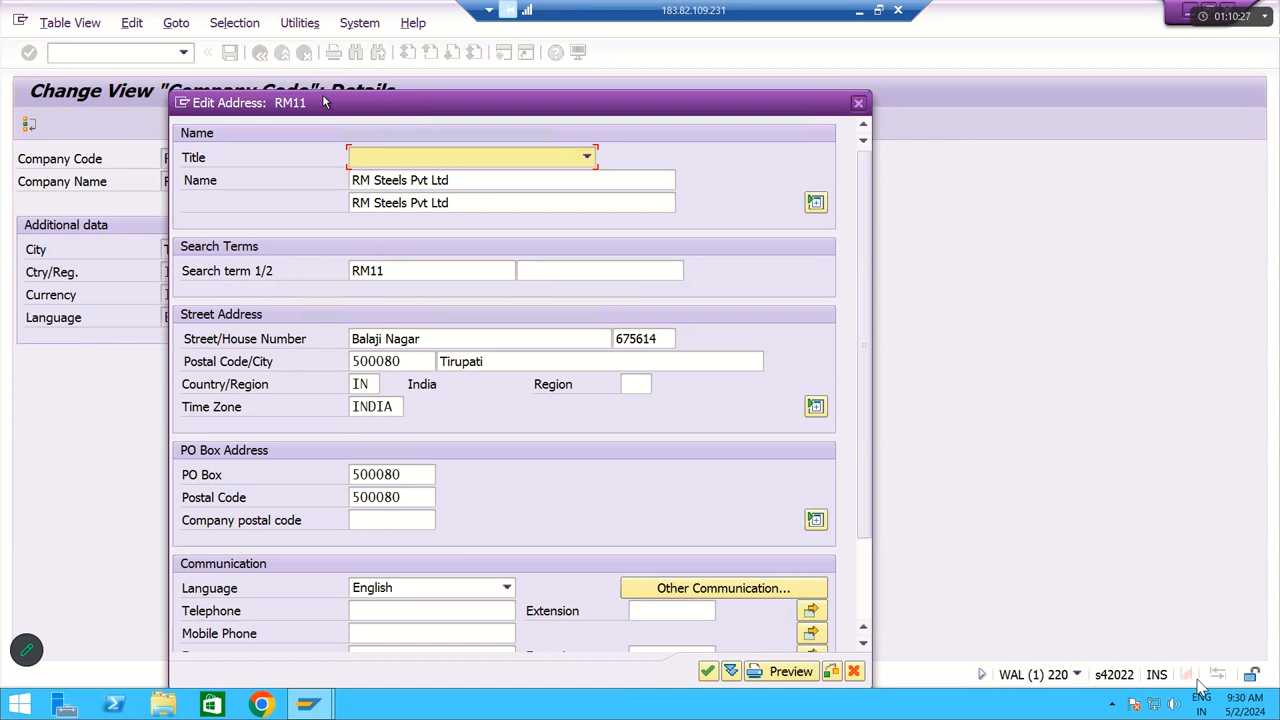 183.82.109.231
01:10:27
Table View Edit Goto Selection Utilities System Help
Change View "Company Code": Details
Edit Address: RM11
Company Code
Company Name
Additional data
City
Ctry/Reg.
Currency
Language
Name
Title
Name RM Steels Pvt Ltd
RM Steels Pvt Ltd
Search Terms
Search term 1/2 RM11
Street Address
Street/House Number Balaji Nagar 675614
Postal Code/City 500080 Tirupati
Country/Region IN India Region
Time Zone INDIA
PO Box Address
PO Box 500080
Postal Code 500080
Company postal code
Communication
Language English Other Communication...
Telephone Extension
Mobile Phone
Preview
WAL (1) 220 s42022 INS
ENG 9:30 AM
IN 5/2/2024